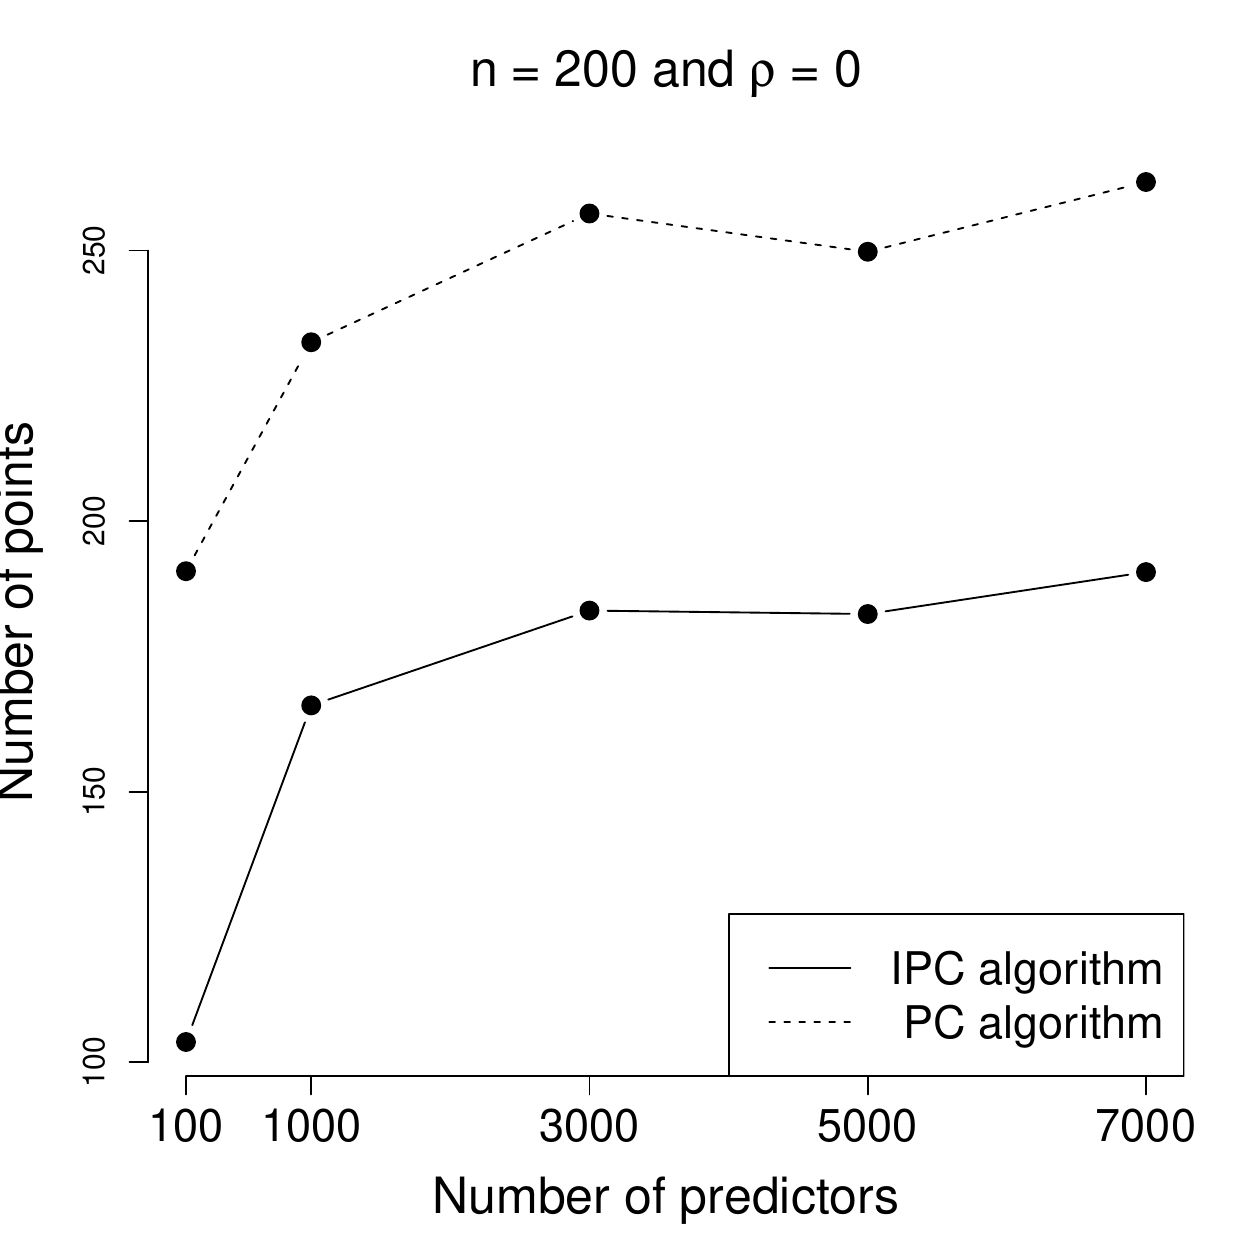 n = 200 and ρ = 0
Number of points
250
200
150
100
IPC algorithm
PC algorithm
100 1000 3000 5000 7000
Number of predictors